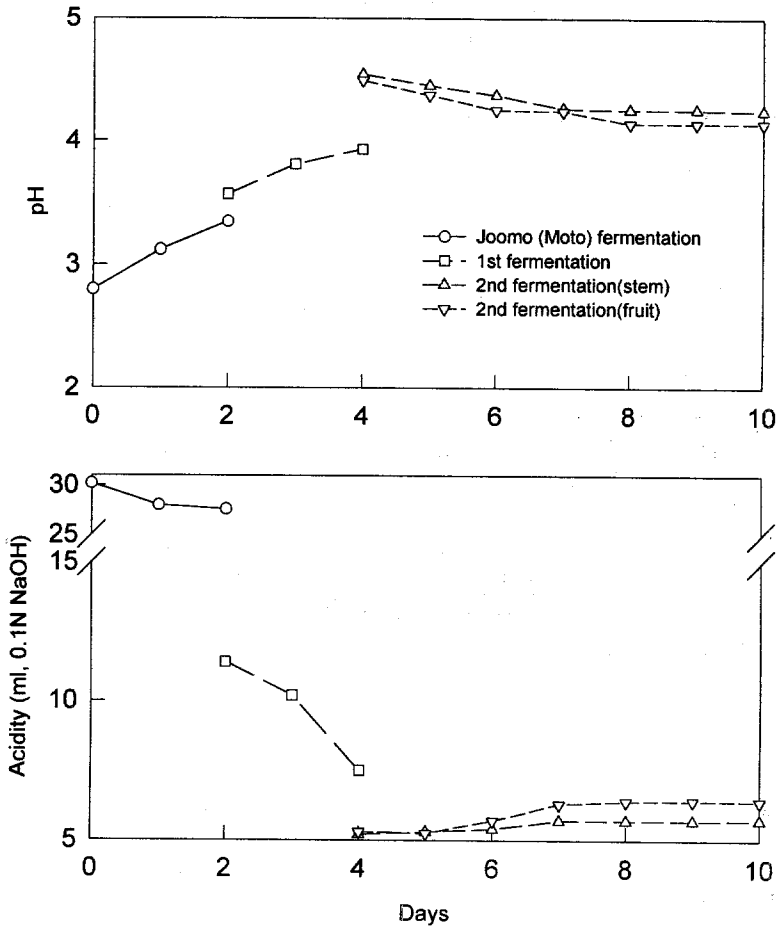 5
4
3
2
pH
Joomo (Moto) fermentation
1st fermentation
2nd fermentation(stem)
2nd fermentation(fruit)
0 2 4 6 8 10
30
25
15
10
5
Acidity (ml, 0.1N NaOH)
0 2 4 6 8 10
Days